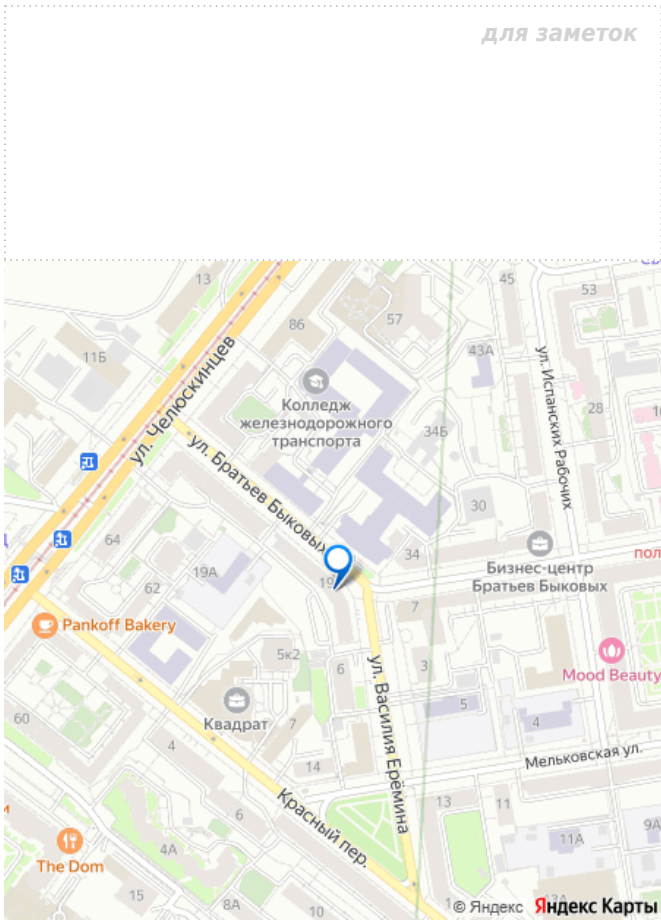 для заметок
13
45
53
86
57
ул. Челюскинцев
11Б
43А
ул. Испанских Рабочих
Колледж
железнодорожного
транспорта
28
34Б
ул. Братьев Быковых
30
64
34
Бизнес-центр
Братьев Быковых
19А
62
7
Pankoff Bakery
5к2
6
3
ул. Василия Ерёмина
Mood Beauty
Квадрат
7
5
4
60
4
14
Мельковская ул.
Красный пер.
13
11
6
11А
9А
4А
The Dom
15
8А
10
© Яндекс
Яндекс Карты